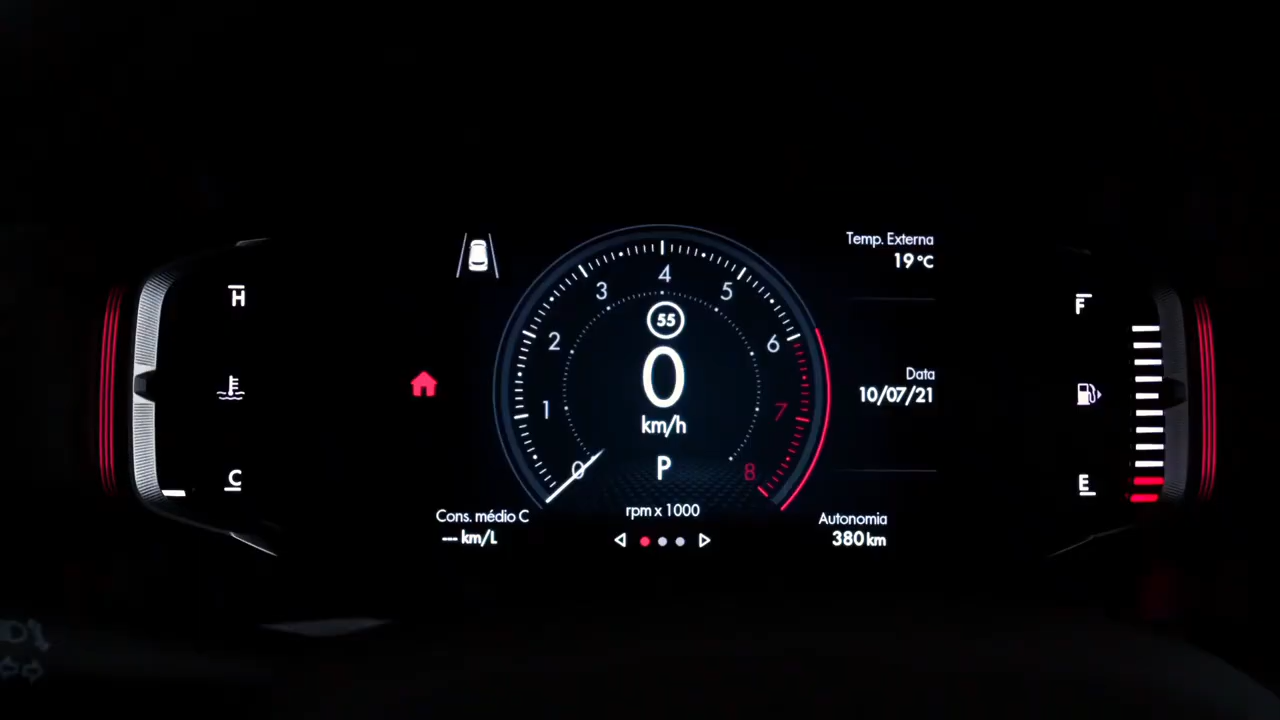 Temp. Externa
19 °C
H
4
3
5
F
55
2
6
0
Data
10/07/21
1
7
km/h
P
0
8
C
E
rpm x 1000
Cons. médio C
--- km/L
Autonomia
380 km